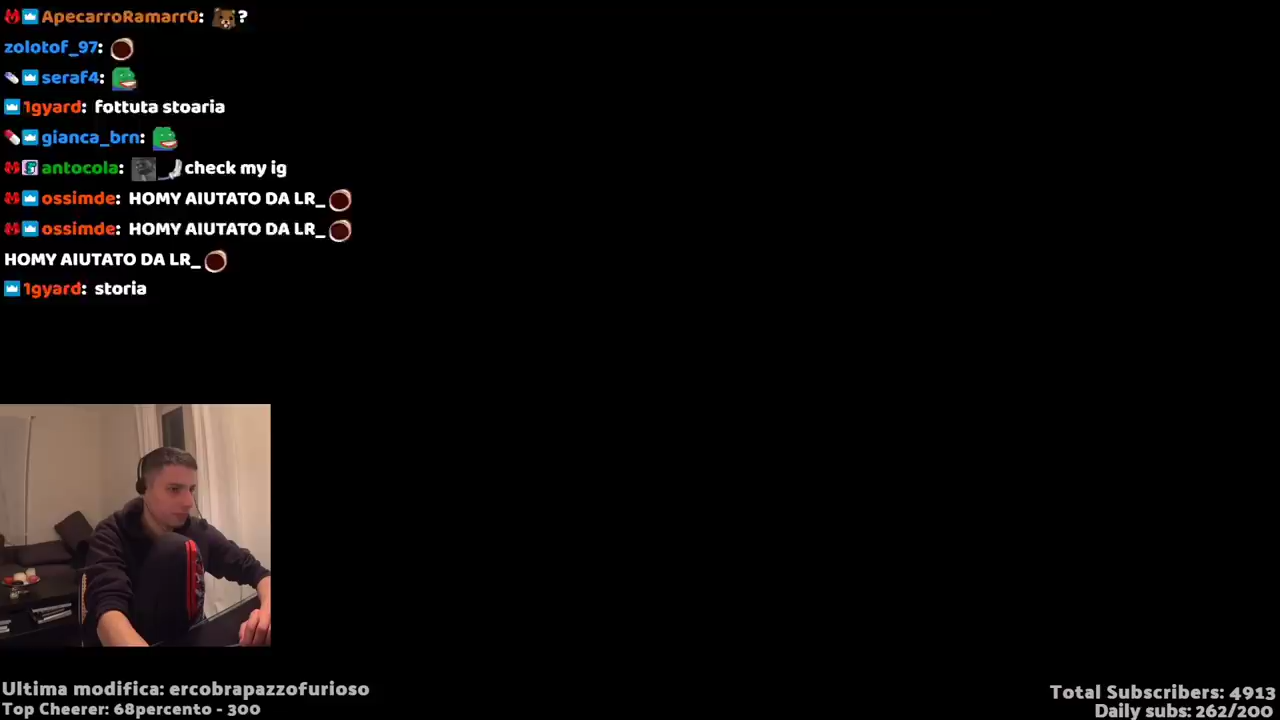 ApecarroRamarr0: ?
zolotof_97:
seraf4:
1gyard: fottuta stoaria
gianca_brn:
antocola: check my ig
ossimde: HOMY AIUTATO DA LR_
ossimde: HOMY AIUTATO DA LR_
HOMY AIUTATO DA LR_
1gyard: storia
Ultima modifica: ercobrapazzofurioso
Top Cheerer: 68percento - 300
Total Subscribers: 4913
Daily subs: 262/200